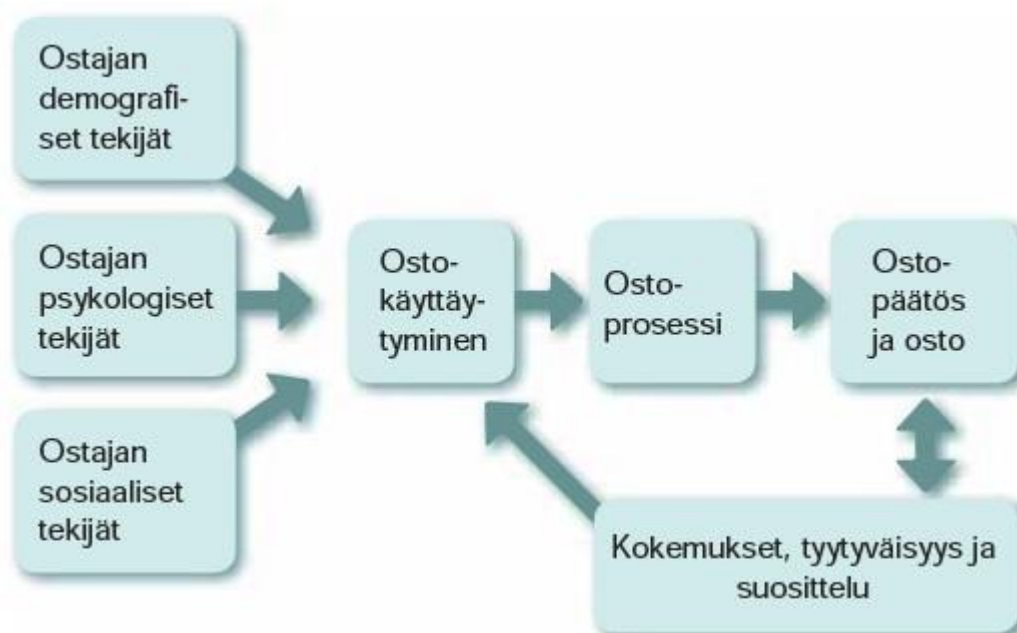 Ostajan
demografi-
set tekijät
Ostajan
psykologiset
tekijät
Ostajan
sosiaaliset
tekijät
Osto-
käyttäy-
tyminen
Osto-
prosessi
Osto-
päätös
ja osto
Kokemukset, tyytyväisyys ja
suosittelu